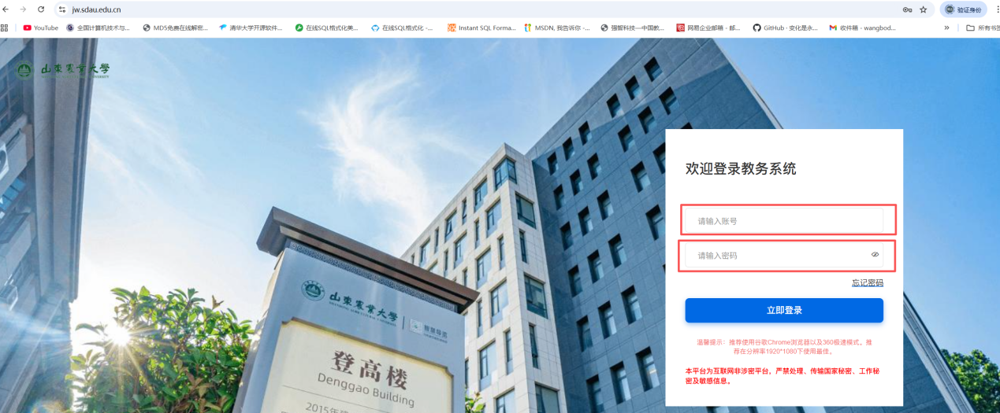 jw.sdau.edu.cn
验证身份
YouTube
全国计算机技术与...
MD5免费在线解密...
清华大学开源软件...
在线SQL格式化美...
在线SQL格式化 -...
Instant SQL Forma...
MSDN, 我告诉你 -...
强智科技—中国教...
网易企业邮箱 - 邮...
GitHub · 变化是永...
收件箱 - wangbod...
所有书签
山東農業大學
欢迎登录教务系统
请输入账号
请输入密码
忘记密码
立即登录
温馨提示：推荐使用谷歌Chrome浏览器以及360极速模式。推
荐在分辨率1920*1080下使用最佳。
本平台为互联网非涉密平台，严禁处理、传输国家秘密、工作秘
密及敏感信息。
山東農業大學
智慧导览
登高楼
Denggao Building